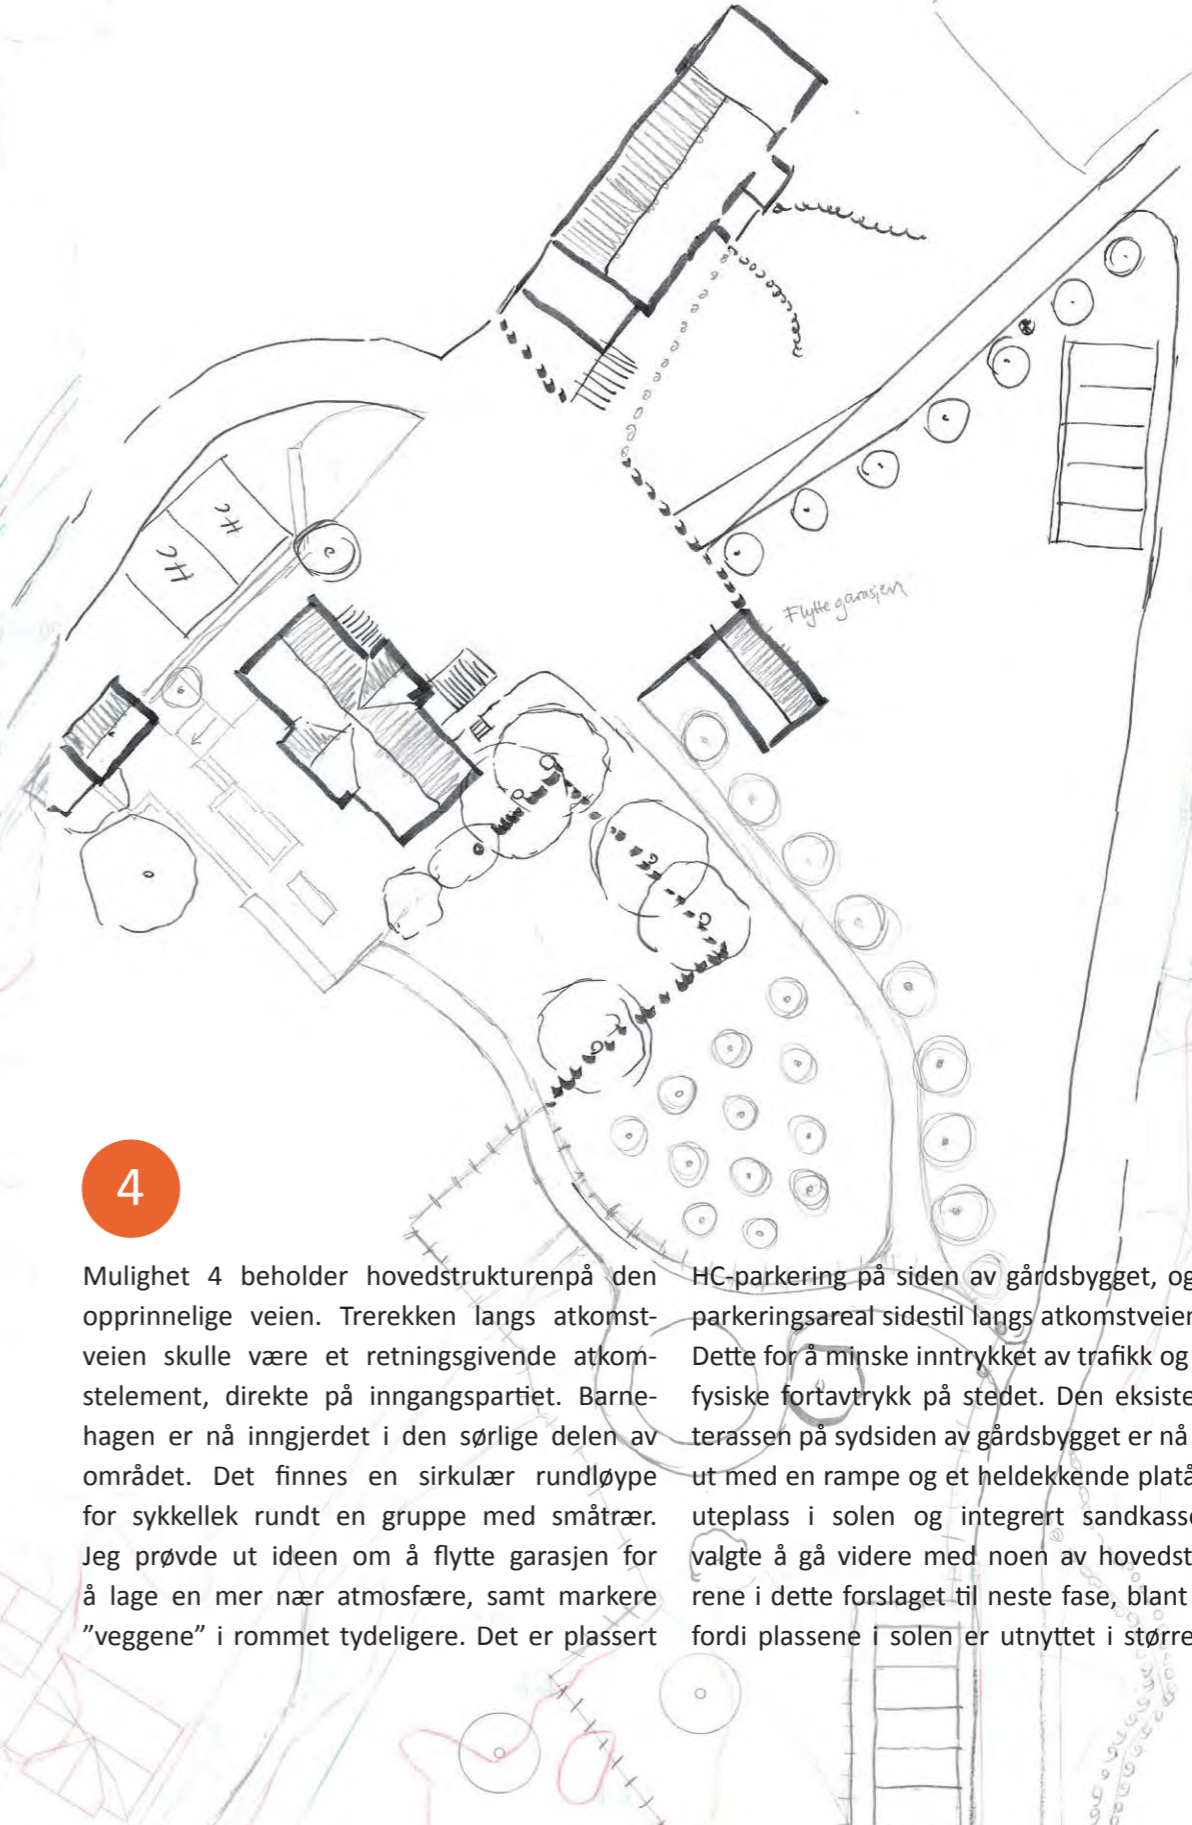 HC
HC
Flytte garasjen
4
Mulighet 4 beholder hovedstrukturenpå den
opprinnelige veien. Trerekken langs atkomst-
veien skulle være et retningsgivende atkom-
stelement, direkte på inngangspartiet. Barne-
hagen er nå inngjerdet i den sørlige delen av
området. Det finnes en sirkulær rundløype
for sykkellek rundt en gruppe med småtrær.
Jeg prøvde ut ideen om å flytte garasjen for
å lage en mer nær atmosfære, samt markere
”veggene” i rommet tydeligere. Det er plassert
HC-parkering på siden av gårdsbygget, og
parkeringsareal sidestil langs atkomstveien
Dette for å minske inntrykket av trafikk og
fysiske fortavtrykk på stedet. Den eksiste
terassen på sydsiden av gårdsbygget er nå
ut med en rampe og et heldekkende platå
uteplass i solen og integrert sandkasse
valgte å gå videre med noen av hovedst
rene i dette forslaget til neste fase, blant
fordi plassene i solen er utnyttet i større